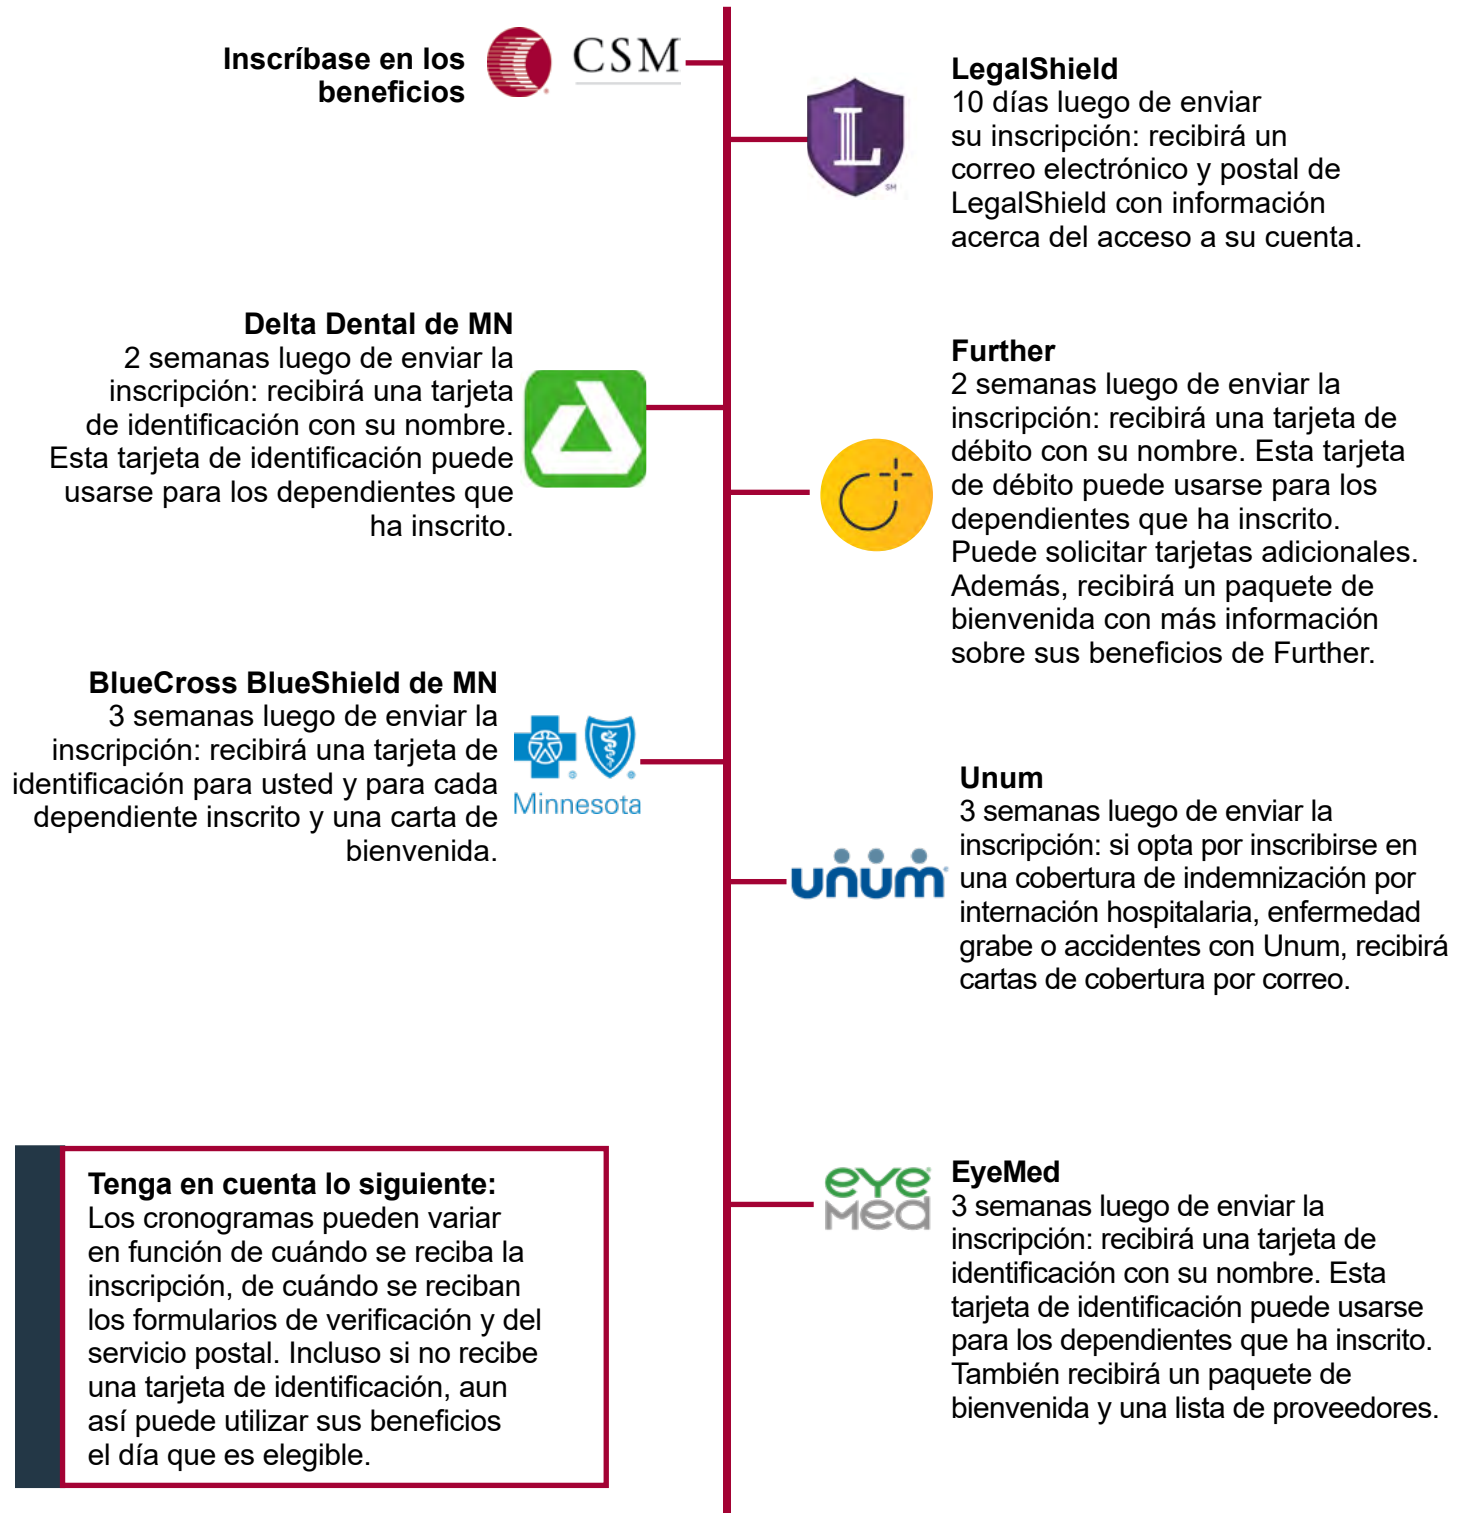 Inscríbase en los
beneficios
CSM
LegalShield
10 días luego de enviar
su inscripción: recibirá un
correo electrónico y postal de
LegalShield con información
acerca del acceso a su cuenta.
L
SM
Delta Dental de MN
2 semanas luego de enviar la
inscripción: recibirá una tarjeta
de identificación con su nombre.
Esta tarjeta de identificación puede
usarse para los dependientes que
ha inscrito.
Further
2 semanas luego de enviar la
inscripción: recibirá una tarjeta de
débito con su nombre. Esta tarjeta
de débito puede usarse para los
dependientes que ha inscrito.
Puede solicitar tarjetas adicionales.
Además, recibirá un paquete de
bienvenida con más información
sobre sus beneficios de Further.
BlueCross BlueShield de MN
3 semanas luego de enviar la
inscripción: recibirá una tarjeta de
identificación para usted y para cada
dependiente inscrito y una carta de
bienvenida.
Minnesota
Unum
3 semanas luego de enviar la
inscripción: si opta por inscribirse en
una cobertura de indemnización por
internación hospitalaria, enfermedad
grabe o accidentes con Unum, recibirá
cartas de cobertura por correo.
unum
Tenga en cuenta lo siguiente:
Los cronogramas pueden variar
en función de cuándo se reciba la
inscripción, de cuándo se reciban
los formularios de verificación y del
servicio postal. Incluso si no recibe
una tarjeta de identificación, aun
así puede utilizar sus beneficios
el día que es elegible.
eye
Med
EyeMed
3 semanas luego de enviar la
inscripción: recibirá una tarjeta de
identificación con su nombre. Esta
tarjeta de identificación puede usarse
para los dependientes que ha inscrito.
También recibirá un paquete de
bienvenida y una lista de proveedores.